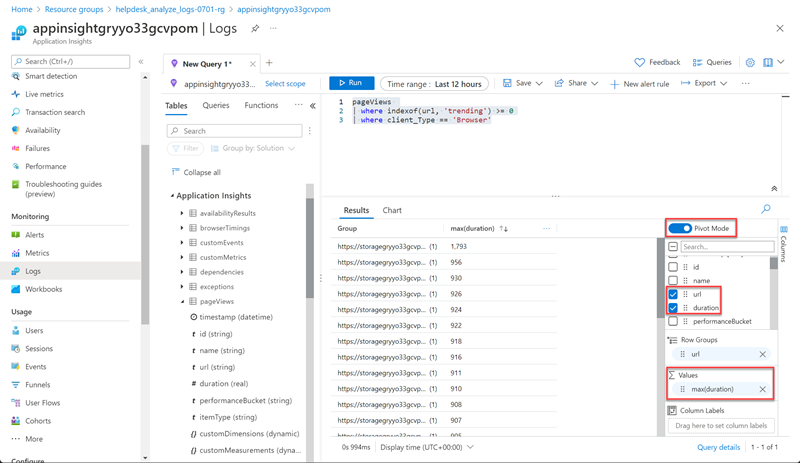 Home > Resource groups > helpdesk_analyze_logs-0701-rg > appinsightgryyo33gcvpom >
appinsightgryyo33gcvpom | Logs ...
Application Insights
Search (Ctrl+/)
Smart detection
Live metrics
Transaction search
Availability
Failures
Performance
Troubleshooting guides
(preview)
Monitoring
Alerts
Metrics
Logs
Workbooks
Usage
Users
Sessions
Events
Funnels
User Flows
Cohorts
More
Configure
New Query 1*
Feedback
Queries
appinsightgryyo33...
Select scope
Run
Time range : Last 12 hours
Save
Share
New alert rule
Export
Tables
Queries
Functions
Search
Filter
Group by: Solution
Collapse all
Application Insights
availabilityResults
browserTimings
customEvents
customMetrics
dependencies
exceptions
pageViews
timestamp (datetime)
id (string)
name (string)
url (string)
duration (real)
performanceBucket (string)
itemType (string)
customDimensions (dynamic)
customMeasurements (dyna...
1 pageViews
2 | where indexof(url, 'trending') >= 0
3 | where client_Type == 'Browser'
Results
Chart
Group max(duration)
https://storagegryyo33gcvp... (1) 1,793
https://storagegryyo33gcvp... (1) 956
https://storagegryyo33gcvp... (1) 930
https://storagegryyo33gcvp... (1) 926
https://storagegryyo33gcvp... (1) 924
https://storagegryyo33gcvp... (1) 922
https://storagegryyo33gcvp... (1) 918
https://storagegryyo33gcvp... (1) 916
https://storagegryyo33gcvp... (1) 911
https://storagegryyo33gcvp... (1) 910
https://storagegryyo33gcvp... (1) 908
https://storagegryyo33gcvp... (1) 907
https://storagegryyo33gcvp... (1) 905
Pivot Mode
Search...
id
name
url
duration
performanceBucket
Row Groups
url
Values
max(duration)
Column Labels
Drag here to set column labels
Columns
0s 994ms
Display time (UTC+00:00)
Query details
1 - 1 of 1